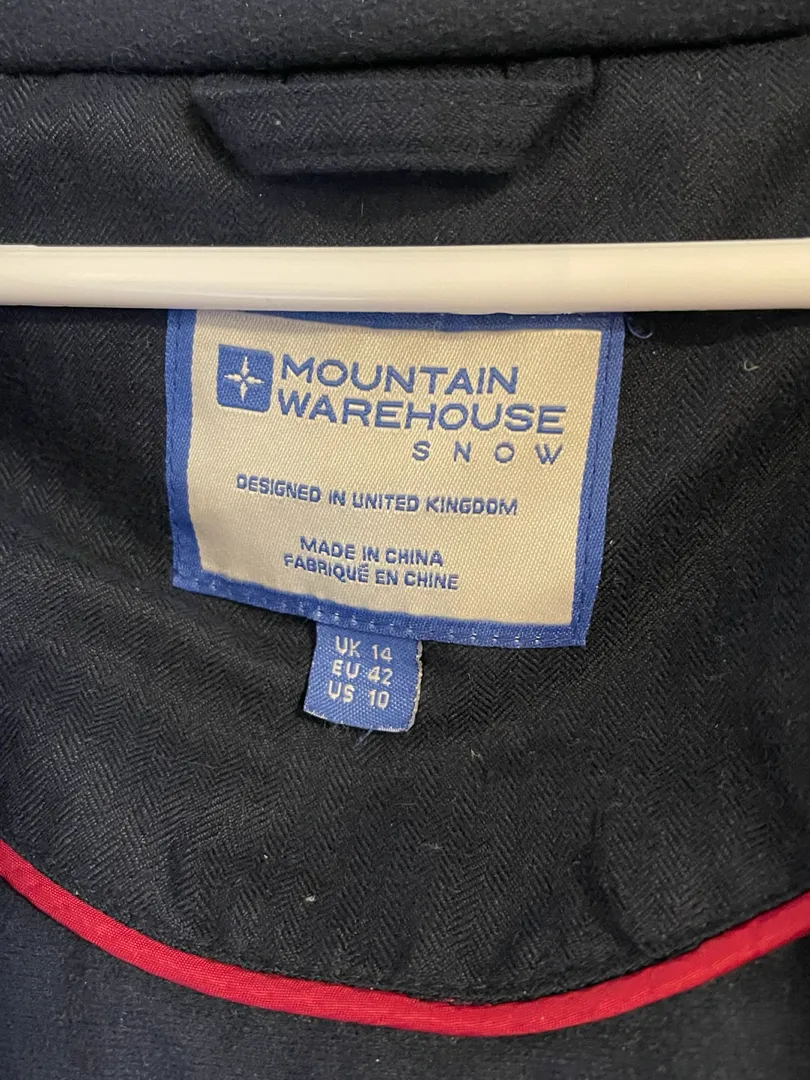 MOUNTAIN
WAREHOUSE
SNOW
DESIGNED IN UNITED KINGDOM
MADE IN CHINA
FABRIQUÉ EN CHINE
UK 14
EU 42
US 10